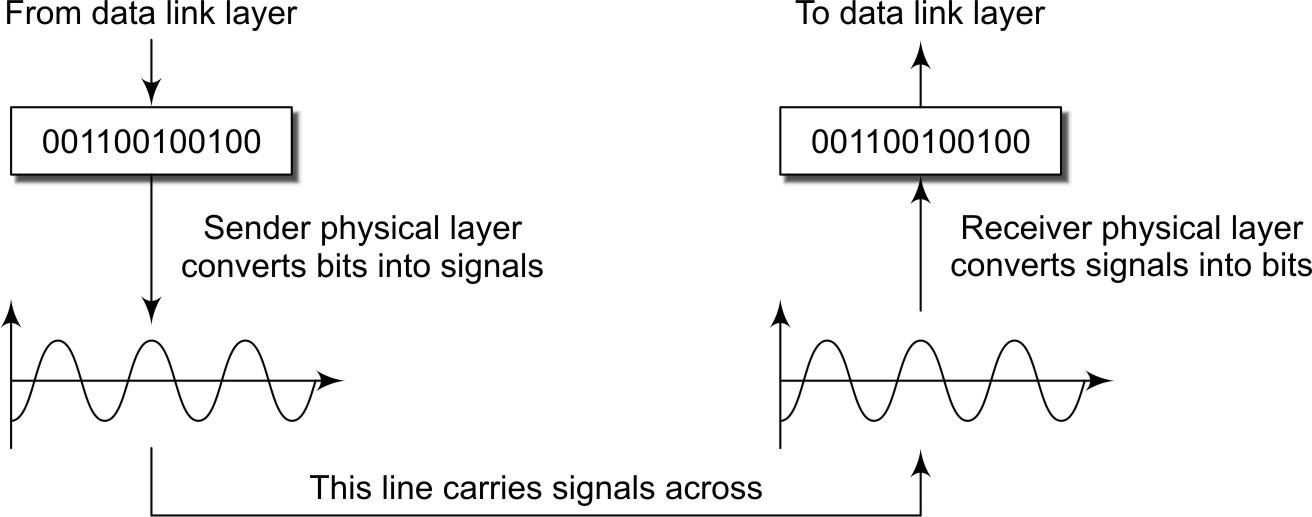 From data link layer
001100100100
Sender physical layer
converts bits into signals
To data link layer
001100100100
Receiver physical layer
converts signals into bits
This line carries signals across